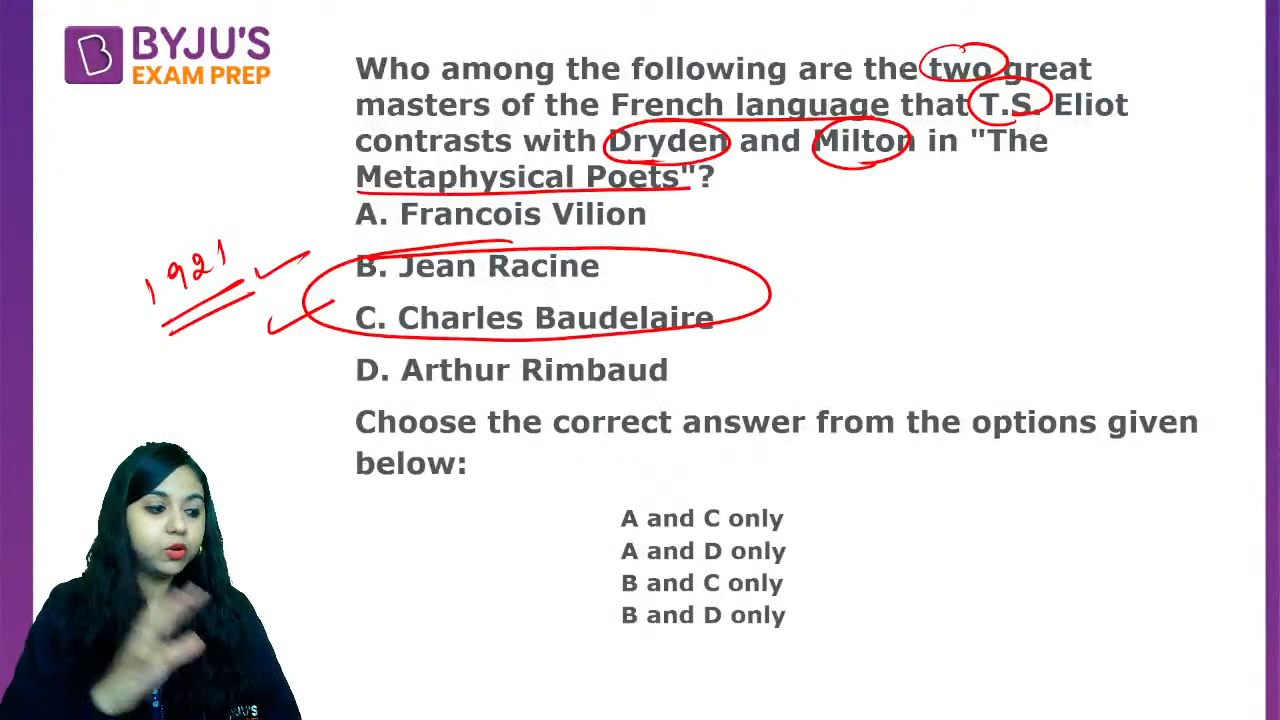 BYJU'S
EXAM PREP
Who among the following are the two great
masters of the French language that T.S. Eliot
contrasts with Dryden and Milton in "The
Metaphysical Poets"?
A. Francois Vilion
B. Jean Racine
C. Charles Baudelaire
D. Arthur Rimbaud
1921
Choose the correct answer from the options given
below:
A and C only
A and D only
B and C only
B and D only
BYJU'S